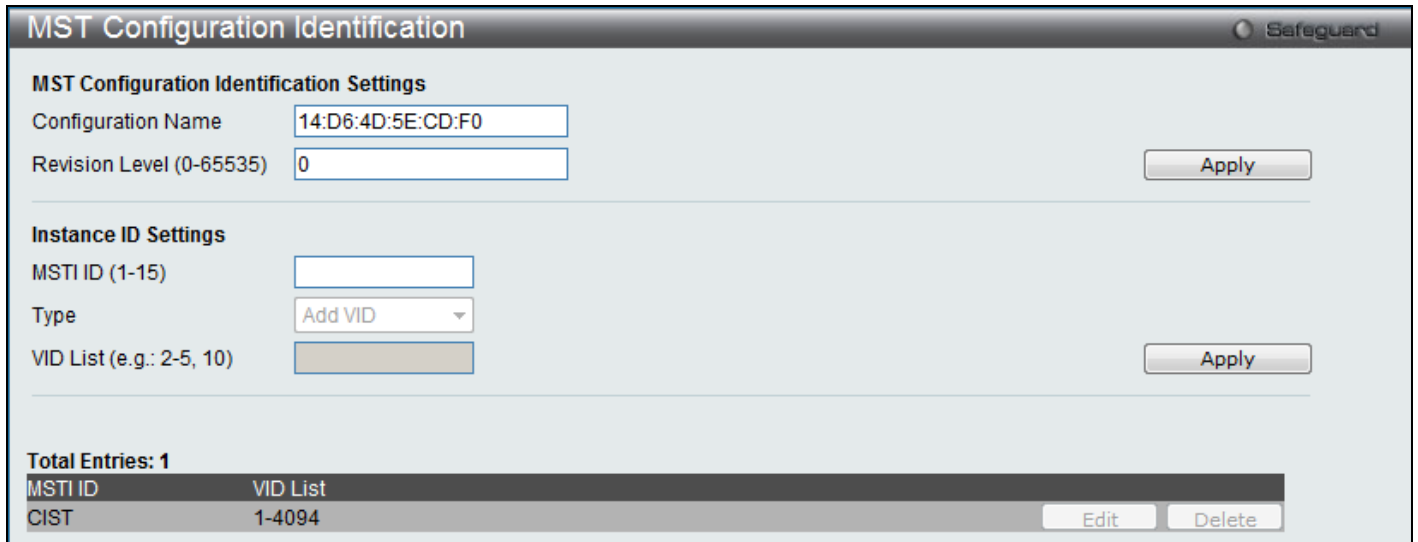 MST Configuration Identification Safeguard
MST Configuration Identification Settings
Configuration Name 14:D6:4D:5E:CD:F0
Revision Level (0-65535) 0 Apply
Instance ID Settings
MSTI ID (1-15)
Type Add VID
VID List (e.g.: 2-5, 10) Apply
Total Entries: 1
MSTI ID VID List
CIST 1-4094 Edit Delete